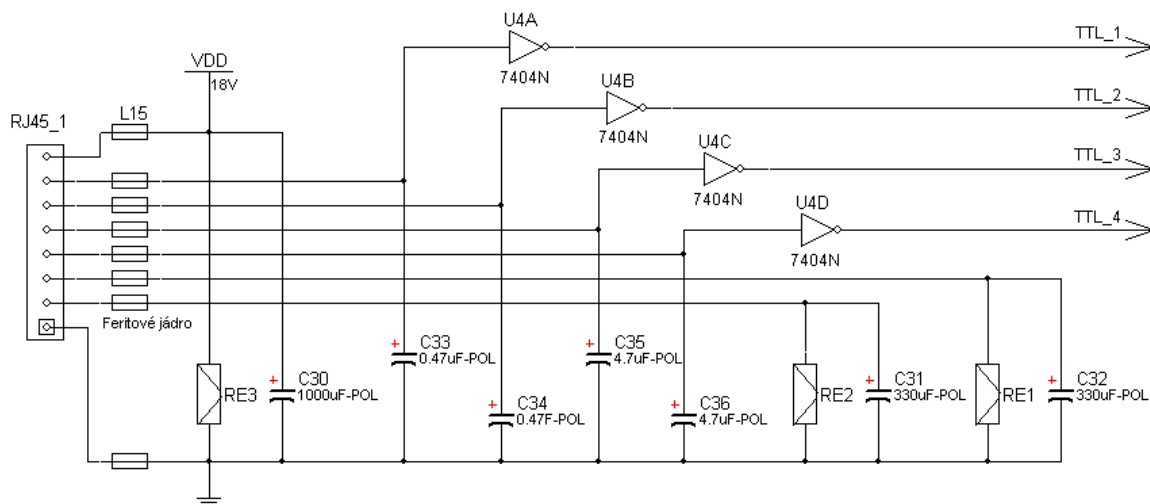 U4A
TTL_1
7404N
VDD
18V
U4B
TTL_2
7404N
L15
RJ45_1
U4C
TTL_3
7404N
U4D
TTL_4
7404N
Feritové jádro
+ C33
0.47uF-POL
+ C35
4.7uF-POL
RE3
+ C30
1000uF-POL
+ C34
0.47F-POL
+ C36
4.7uF-POL
RE2
+ C31
330uF-POL
RE1
+ C32
330uF-POL